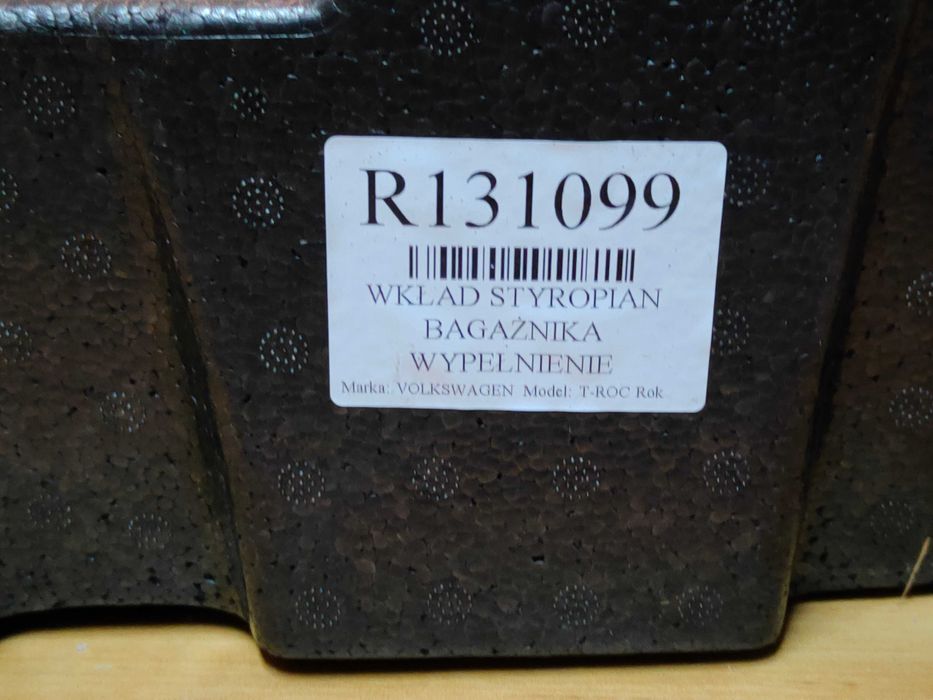 R131099
WKŁAD STYROPIAN
BAGAŻNIKA
WYPEŁNIENIE
Marka: VOLKSWAGEN Model: T-ROC Rok